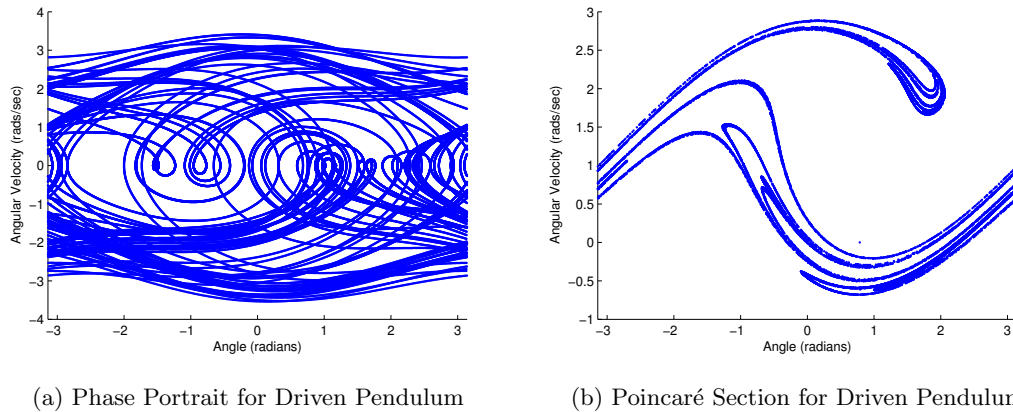 4
3
2
1
0
−1
−2
−3
−4
−3 −2 −1 0 1 2 3
Angular Velocity (rads/sec)
Angle (radians)
(a) Phase Portrait for Driven Pendulum
3
2.5
2
1.5
1
0.5
0
−0.5
−1
−3 −2 −1 0 1 2 3
Angular Velocity (rads/sec)
Angle (radians)
(b) Poincaré Section for Driven Pendulum